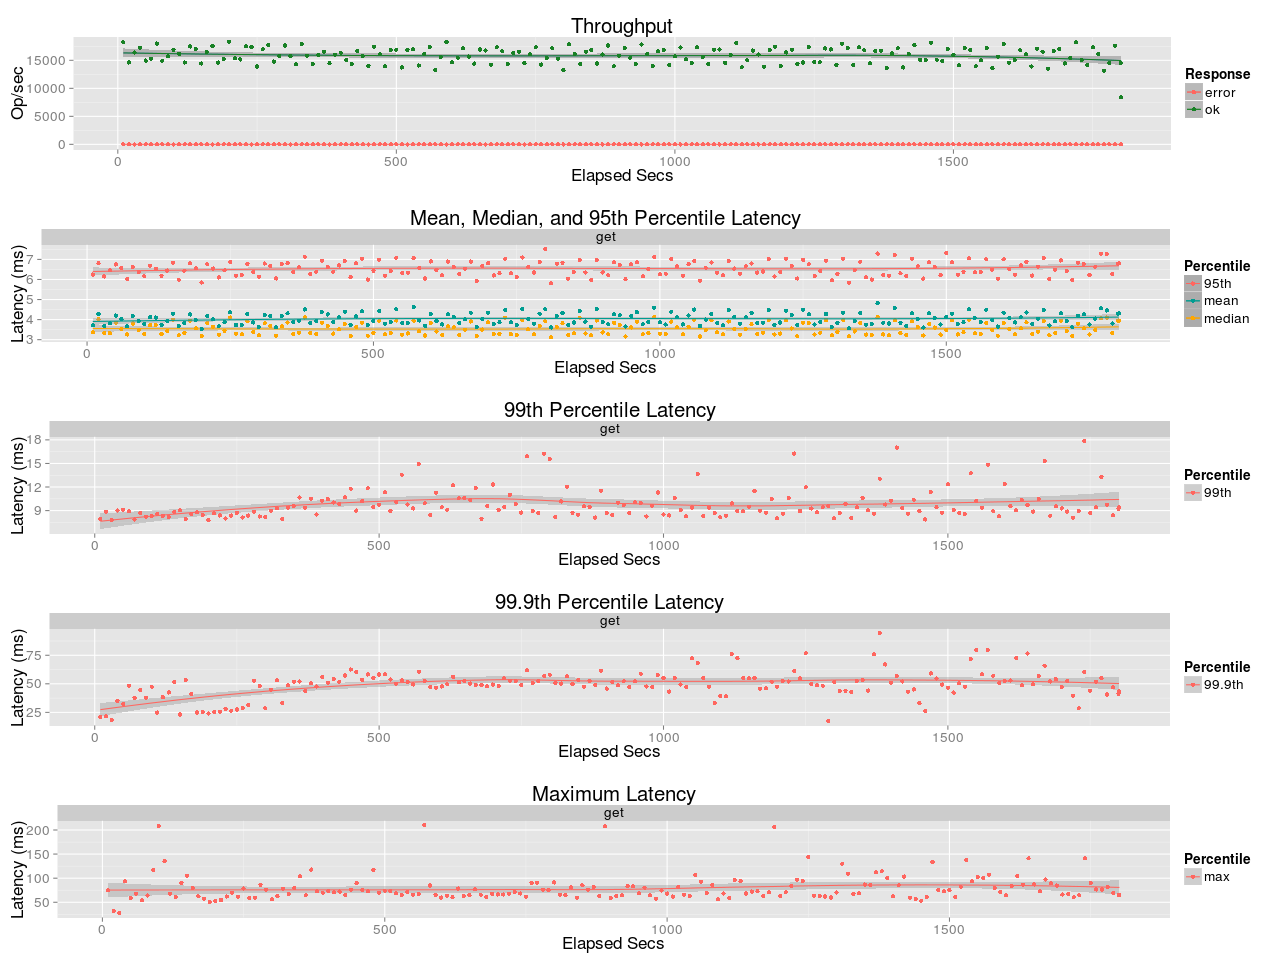 Throughput
Op/sec
15000
10000
5000
0
0 500 1000 1500
Elapsed Secs
Response
error
ok
Mean, Median, and 95th Percentile Latency
get
Latency (ms)
7
6
5
4
3
0 500 1000 1500
Elapsed Secs
Percentile
95th
mean
median
99th Percentile Latency
get
Latency (ms)
18
15
12
9
0 500 1000 1500
Elapsed Secs
Percentile
99th
99.9th Percentile Latency
get
Latency (ms)
75
50
25
0 500 1000 1500
Elapsed Secs
Percentile
99.9th
Maximum Latency
get
Latency (ms)
200
150
100
50
0 500 1000 1500
Elapsed Secs
Percentile
max